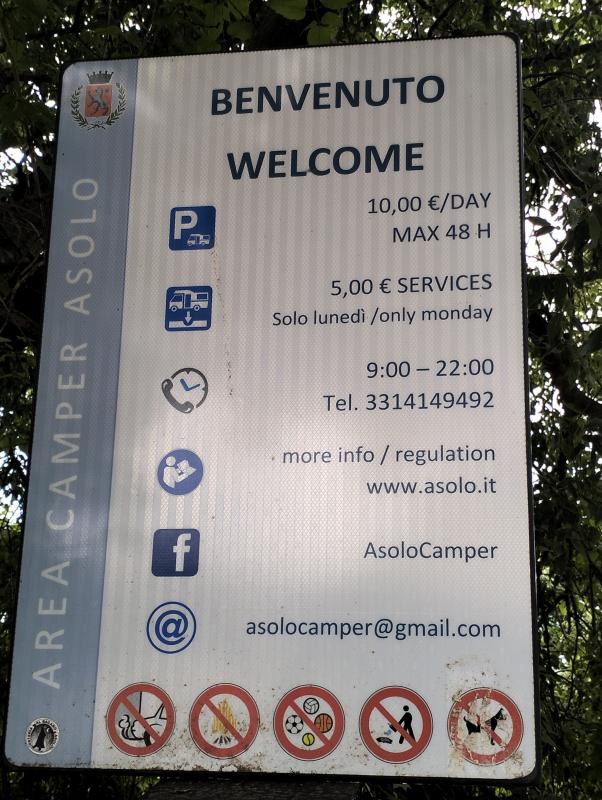 BENVENUTO
WELCOME
AREA CAMPER ASOLO
P
10,00 €/DAY
MAX 48 H
5,00 € SERVICES
Solo lunedì /only monday
9:00 – 22:00
Tel. 3314149492
more info / regulation
www.asolo.it
f
AsoloCamper
@
asolocamper@gmail.com